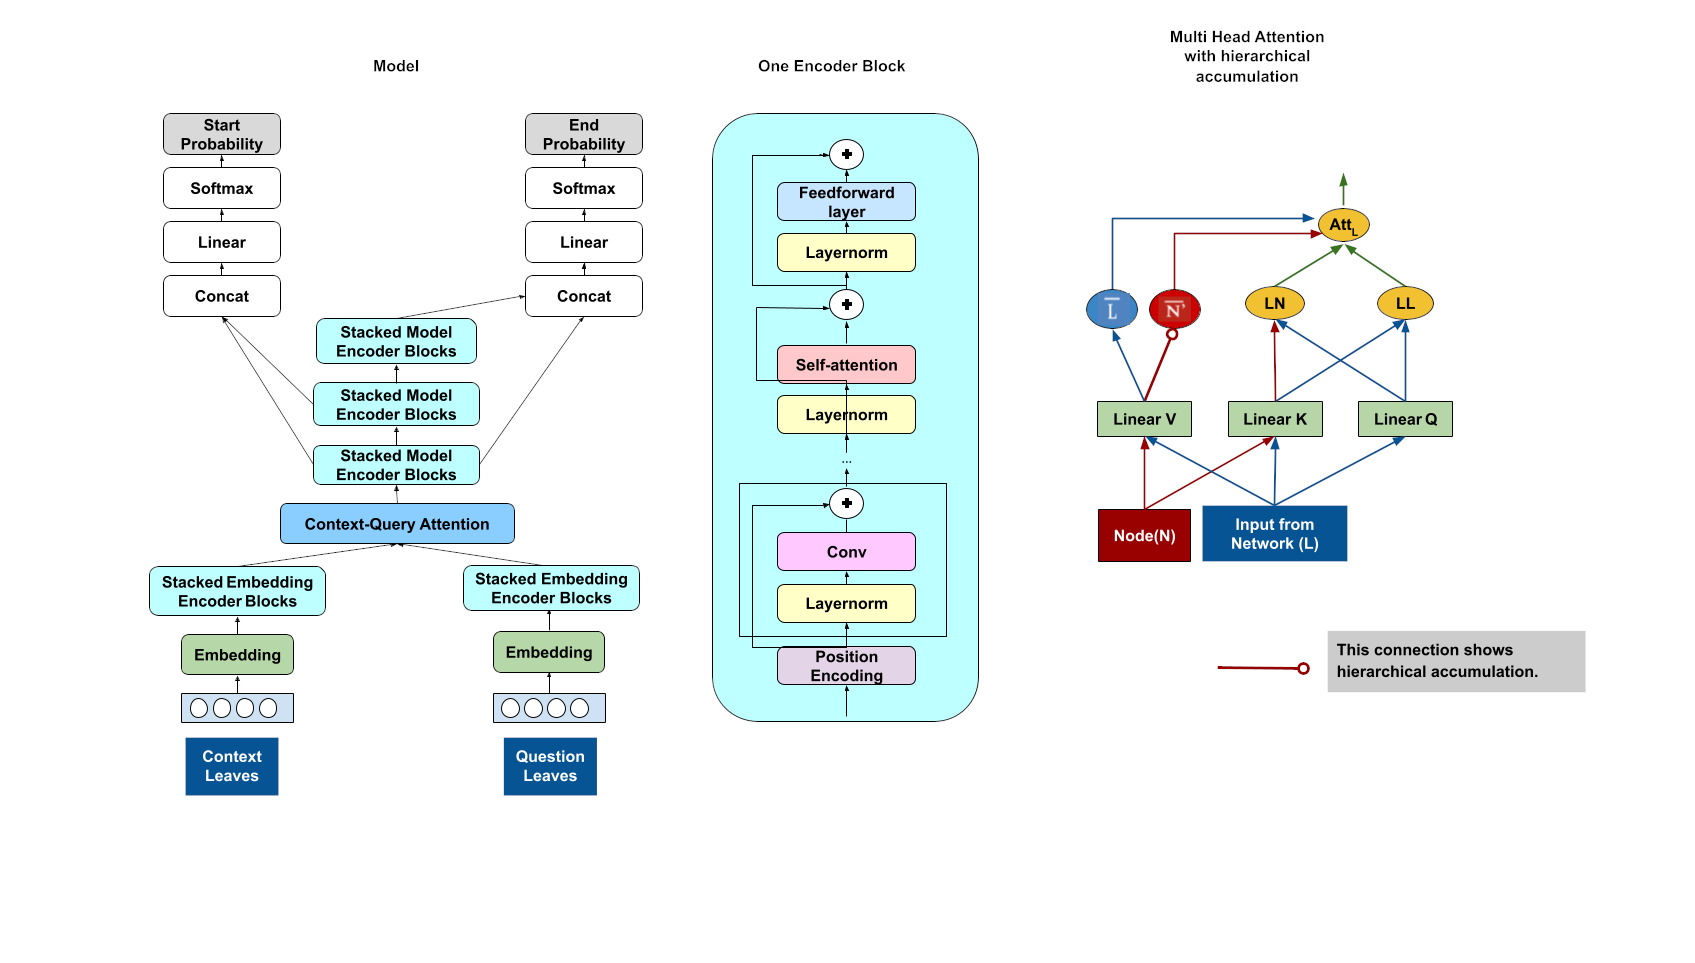 Model
Start
Probability
Softmax
Linear
Concat
End
Probability
Softmax
Linear
Concat
Stacked Model
Encoder Blocks
Stacked Model
Encoder Blocks
Stacked Model
Encoder Blocks
Context-Query Attention
Stacked Embedding
Encoder Blocks
Stacked Embedding
Encoder Blocks
Embedding
Embedding
Context
Leaves
Question
Leaves
One Encoder Block
Feedforward
layer
Layernorm
Self-attention
Layernorm
...
Conv
Layernorm
Position
Encoding
Multi Head Attention
with hierarchical
accumulation
Att_L
L̅
N̅'
LN
LL
Linear V
Linear K
Linear Q
Node(N)
Input from
Network (L)
This connection shows
hierarchical accumulation.